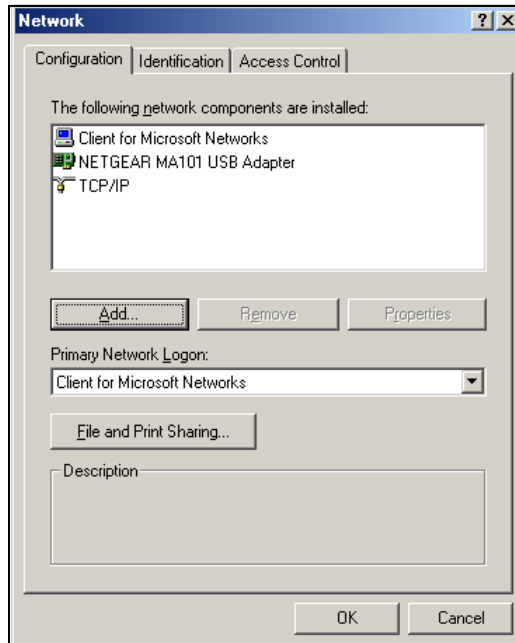 Network
Configuration Identification Access Control
The following network components are installed:
Client for Microsoft Networks
NETGEAR MA101 USB Adapter
TCP/IP
Add... Remove Properties
Primary Network Logon:
Client for Microsoft Networks
File and Print Sharing...
Description
OK Cancel